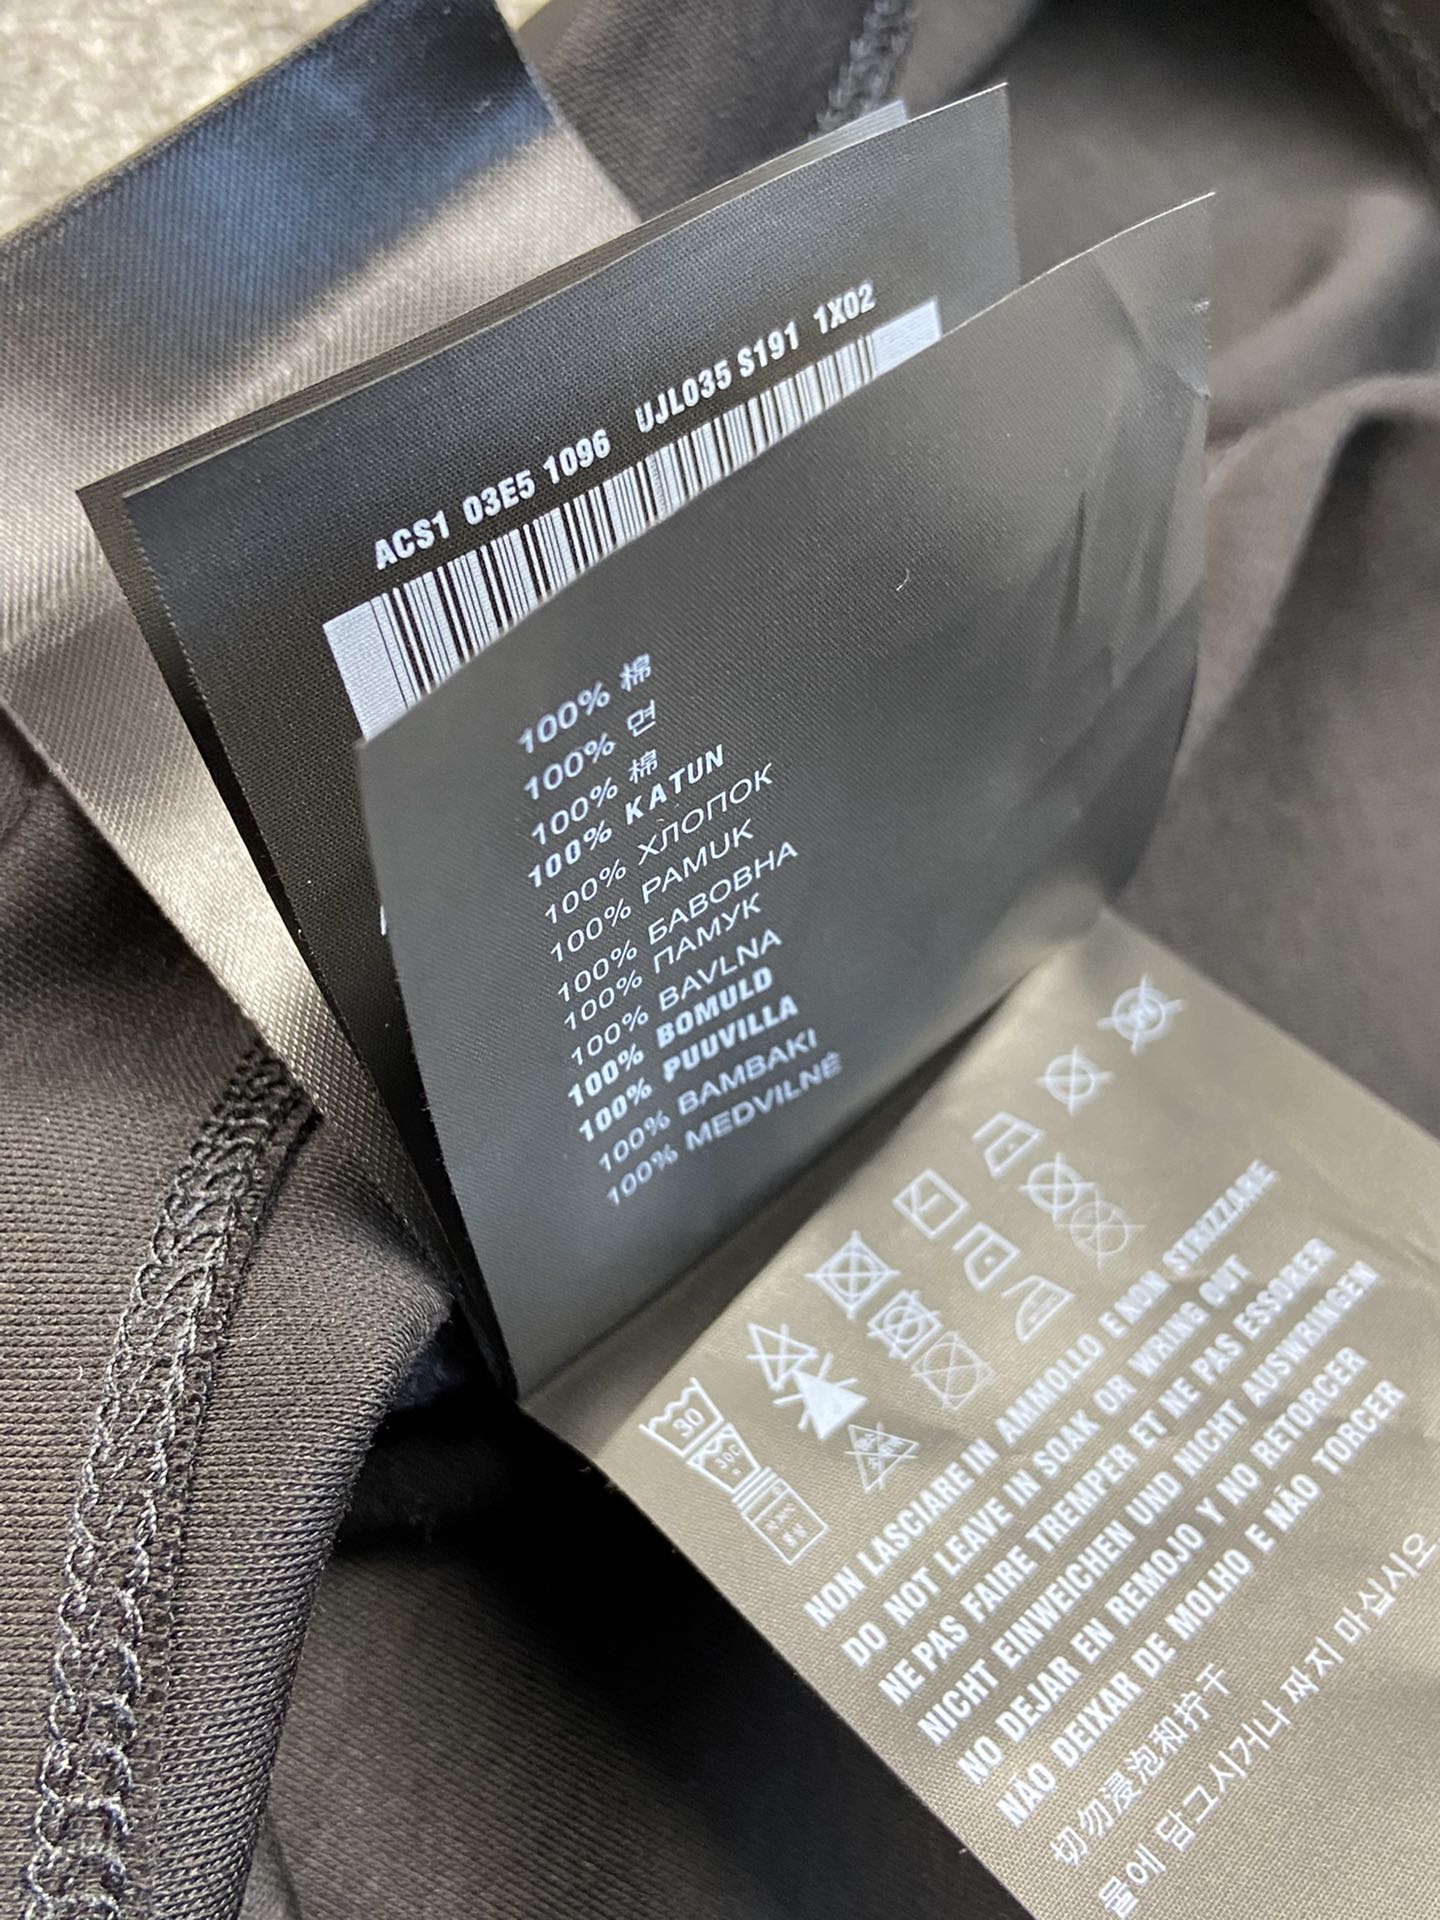 ACS1 03E5 1096 UJL035 S191 1X02
100% 棉
100% 면
100% 棉
100% KATUN
100% ХЛОПОК
100% PAMUK
100% БАВОВНА
100% ПАМУК
100% BAVLNA
100% BOMULD
100% PUUVILLA
100% BAMBAKI
100% MEDVILNĖ
30
30C
NON LASCIARE IN AMMOLLO E NON STRIZZARE
DO NOT LEAVE IN SOAK OR WRING OUT
NE PAS FAIRE TREMPER ET NE PAS ESSORER
NICHT EINWEICHEN UND NICHT AUSWRINGEN
NO DEJAR EN REMOJO Y NO RETORCER
NÃO DEIXAR DE MOLHO E NÃO TORCER
切勿浸泡和拧干
물에 담그시거나 짜지 마십시오